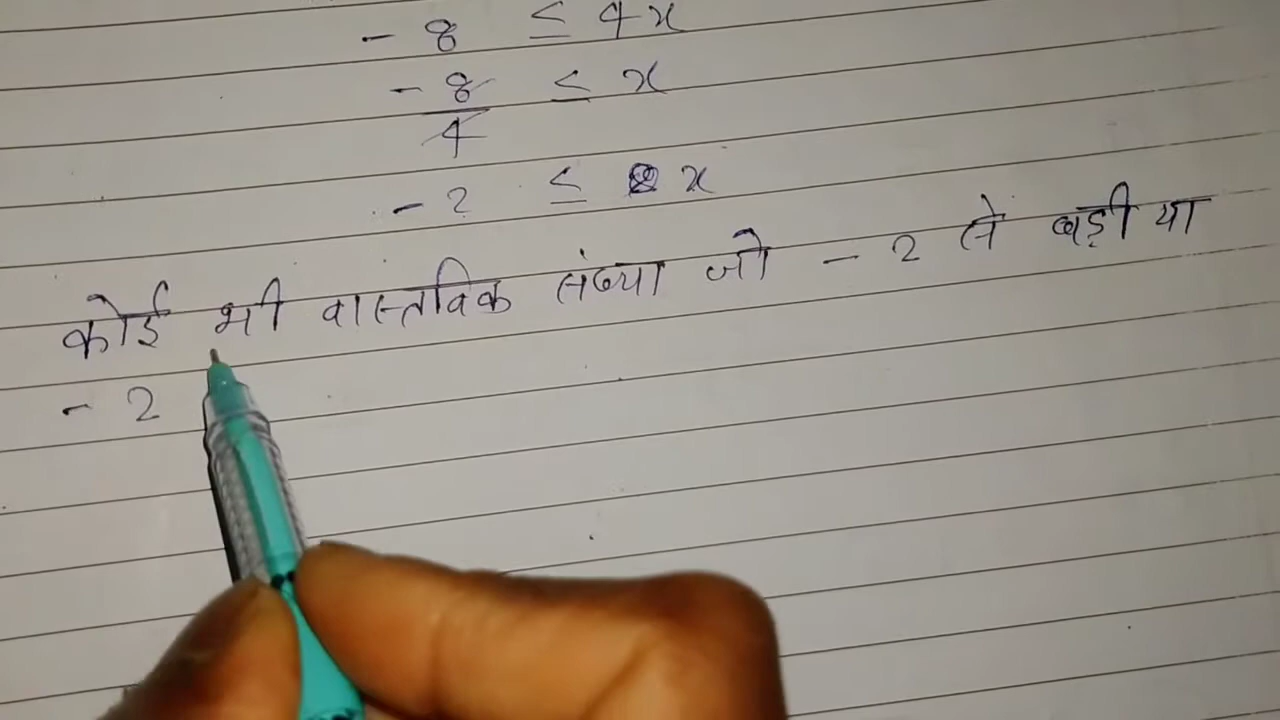 - 8 ≤ 4x
- 8/4 ≤ x
- 2 ≤ x
कोई भी वास्तविक संख्या जो - 2 से बड़ी या
- 2